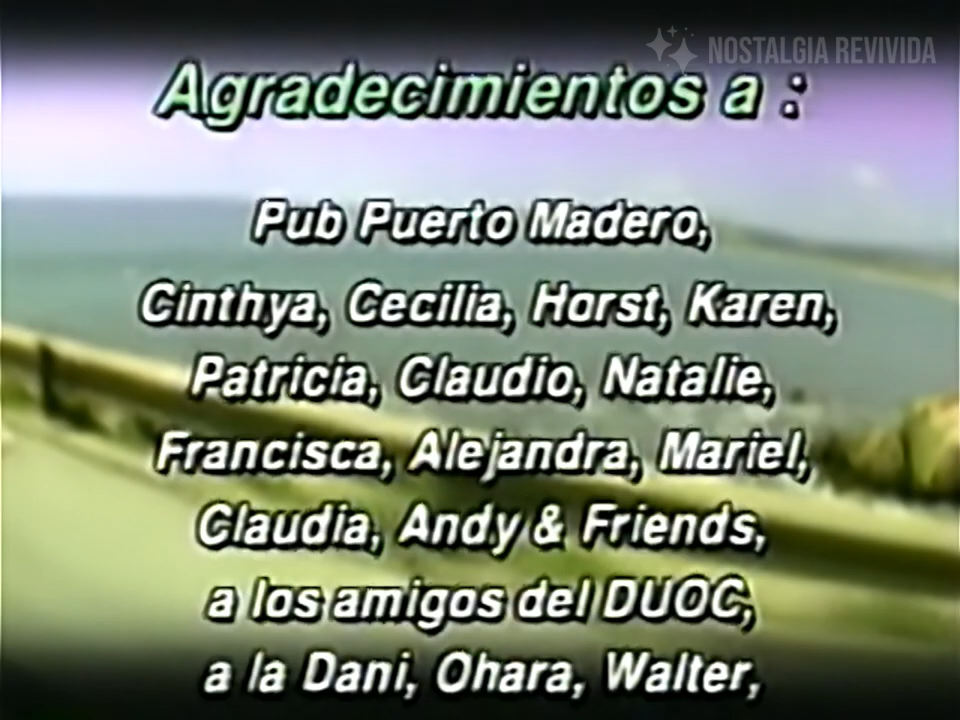 NOSTALGIA REVIVIDA
Agradecimientos a :
Pub Puerto Madero,
Cinthya, Cecilia, Horst, Karen,
Patricia, Claudio, Natalie,
Francisca, Alejandra, Mariel,
Claudia, Andy & Friends,
a los amigos del DUOC,
a la Dani, Ohara, Walter,